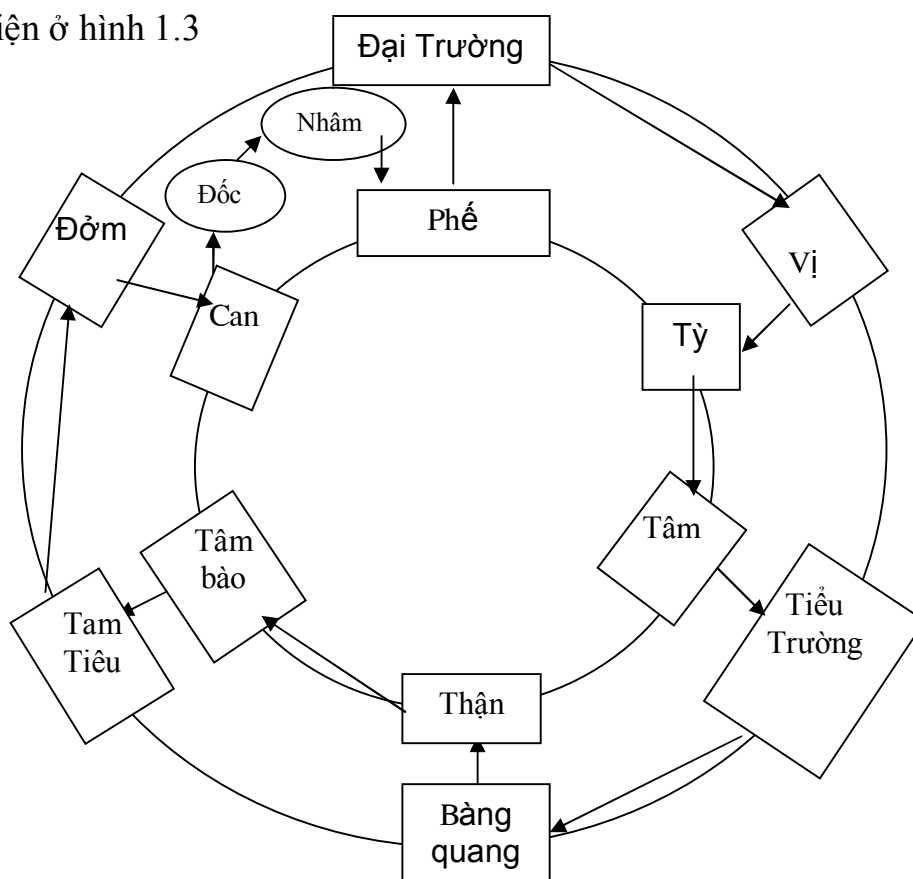 iện ở hình 1.3
Đại Trường
Nhâm
Đốc
Phế
Đởm
Vị
Can
Tỳ
Tâm
Tâm
bào
Tiểu
Trường
Tam
Tiêu
Thận
Bàng
quang